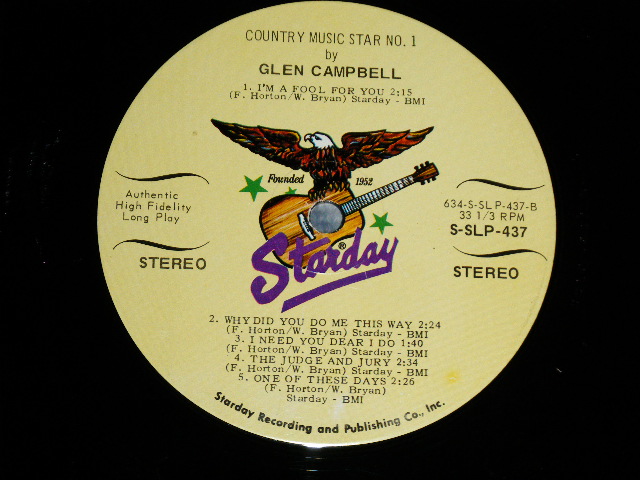 COUNTRY MUSIC STAR NO. 1
by
GLEN CAMPBELL
1. I'M A FOOL FOR YOU 2:15
(F. Horton/W. Bryan) Starday - BMI
Founded 1952
Authentic
High Fidelity
Long Play
STEREO
634-S-SLP-437-B
33 1/3 RPM
S-SLP-437
STEREO
Starday®
2. WHY DID YOU DO ME THIS WAY 2:24
(F. Horton/W. Bryan) Starday - BMI
3. I NEED YOU DEAR I DO 1:40
(F. Horton/W. Bryan) Starday - BMI
4. THE JUDGE AND JURY 2:34
(F. Horton/W. Bryan) Starday - BMI
5. ONE OF THESE DAYS 2:26
(F. Horton/W. Bryan)
Starday - BMI
Starday Recording and Publishing Co., Inc.